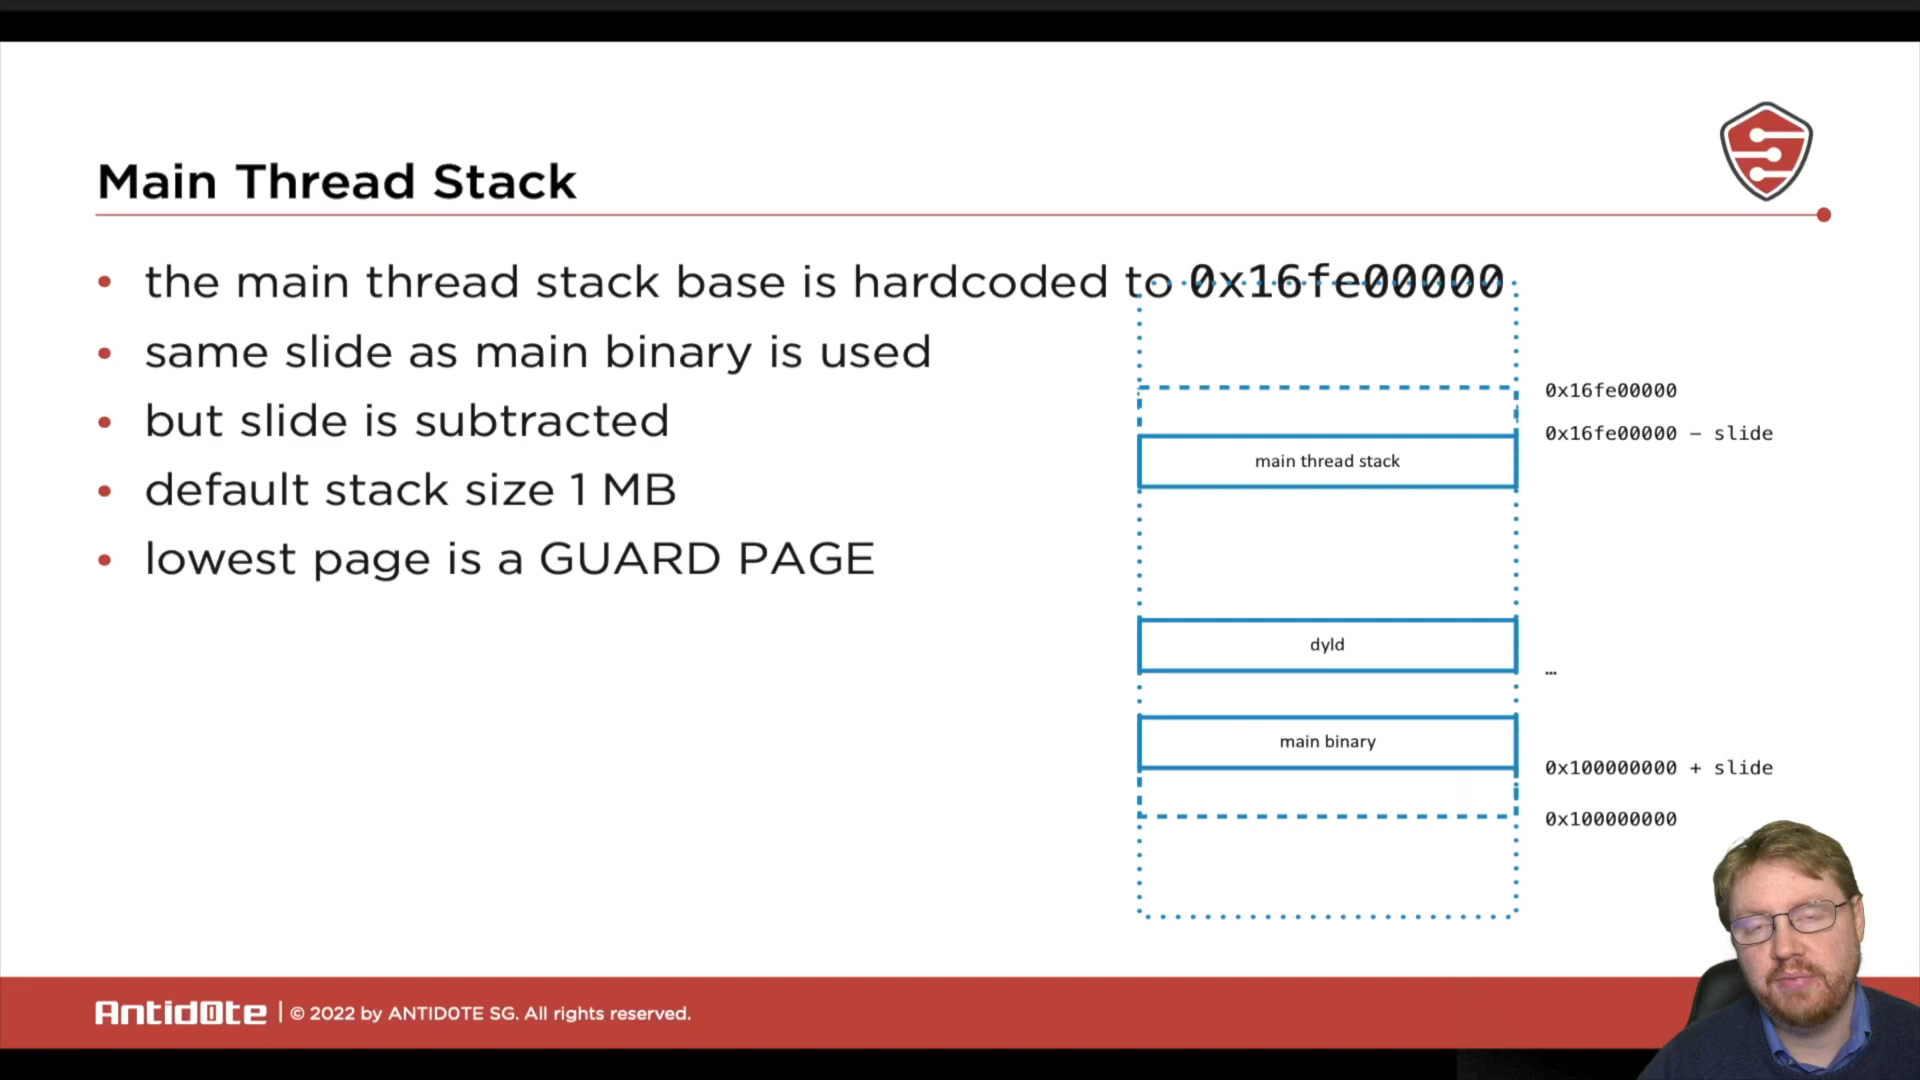 Main Thread Stack
• the main thread stack base is hardcoded to 0x16fe00000
• same slide as main binary is used
• but slide is subtracted
• default stack size 1 MB
• lowest page is a GUARD PAGE
0x16fe00000
0x16fe00000 – slide
main thread stack
dyld
…
main binary
0x100000000 + slide
0x100000000
Antid0te | © 2022 by ANTID0TE SG. All rights reserved.